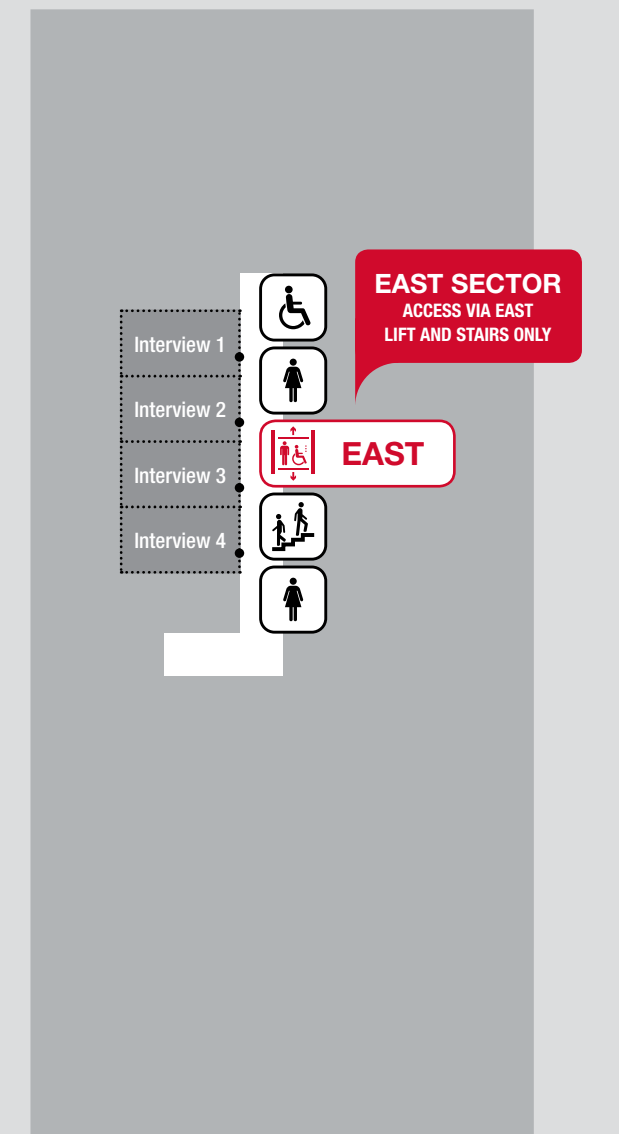 EAST SECTOR
ACCESS VIA EAST
LIFT AND STAIRS ONLY
Interview 1
Interview 2
EAST
Interview 3
Interview 4